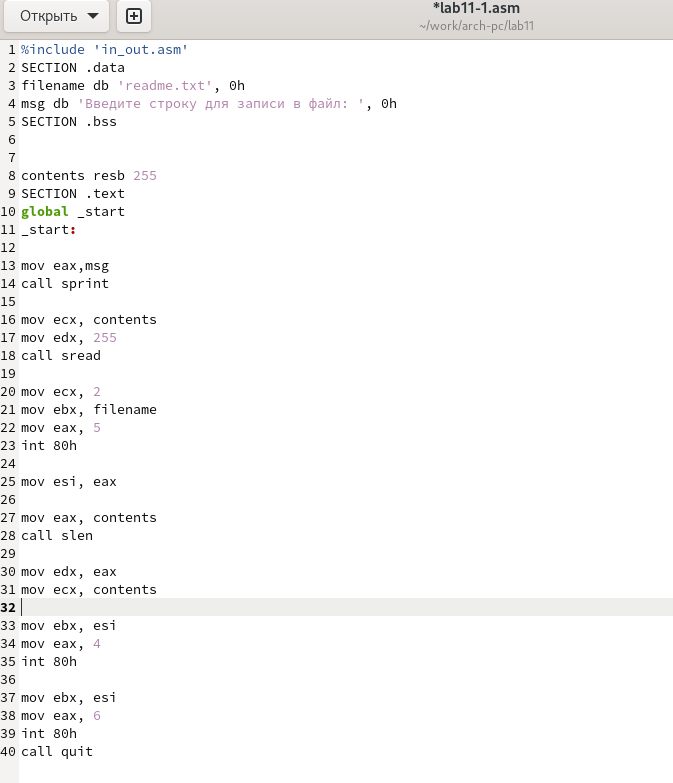 Открыть
*lab11-1.asm
~/work/arch-pc/lab11
1 %include 'in_out.asm'
2 SECTION .data
3 filename db 'readme.txt', 0h
4 msg db 'Введите строку для записи в файл: ', 0h
5 SECTION .bss
6
7
8 contents resb 255
9 SECTION .text
10 global _start
11 _start:
12
13 mov eax,msg
14 call sprint
15
16 mov ecx, contents
17 mov edx, 255
18 call sread
19
20 mov ecx, 2
21 mov ebx, filename
22 mov eax, 5
23 int 80h
24
25 mov esi, eax
26
27 mov eax, contents
28 call slen
29
30 mov edx, eax
31 mov ecx, contents
32
33 mov ebx, esi
34 mov eax, 4
35 int 80h
36
37 mov ebx, esi
38 mov eax, 6
39 int 80h
40 call quit